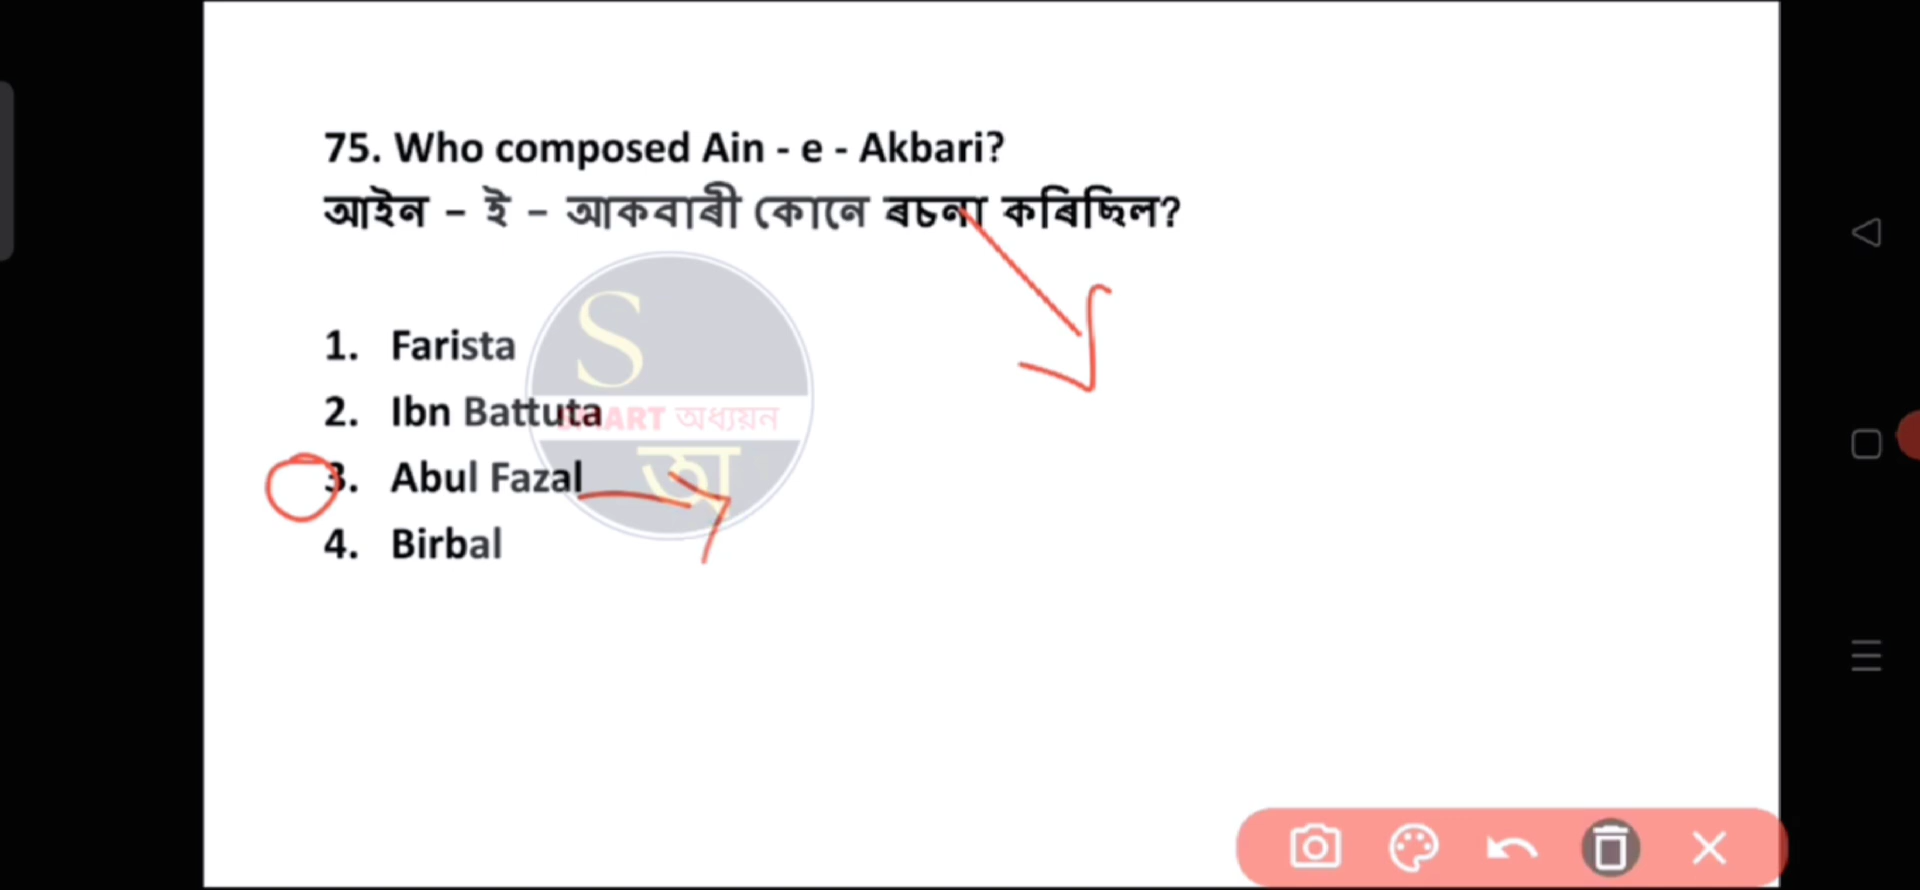 75. Who composed Ain - e - Akbari?
আইন – ই – আকবাৰী কোনে ৰচনা কৰিছিল?
1. Farista
2. Ibn Battuta
3. Abul Fazal
4. Birbal
S
SMART অধ্যয়ন
অ